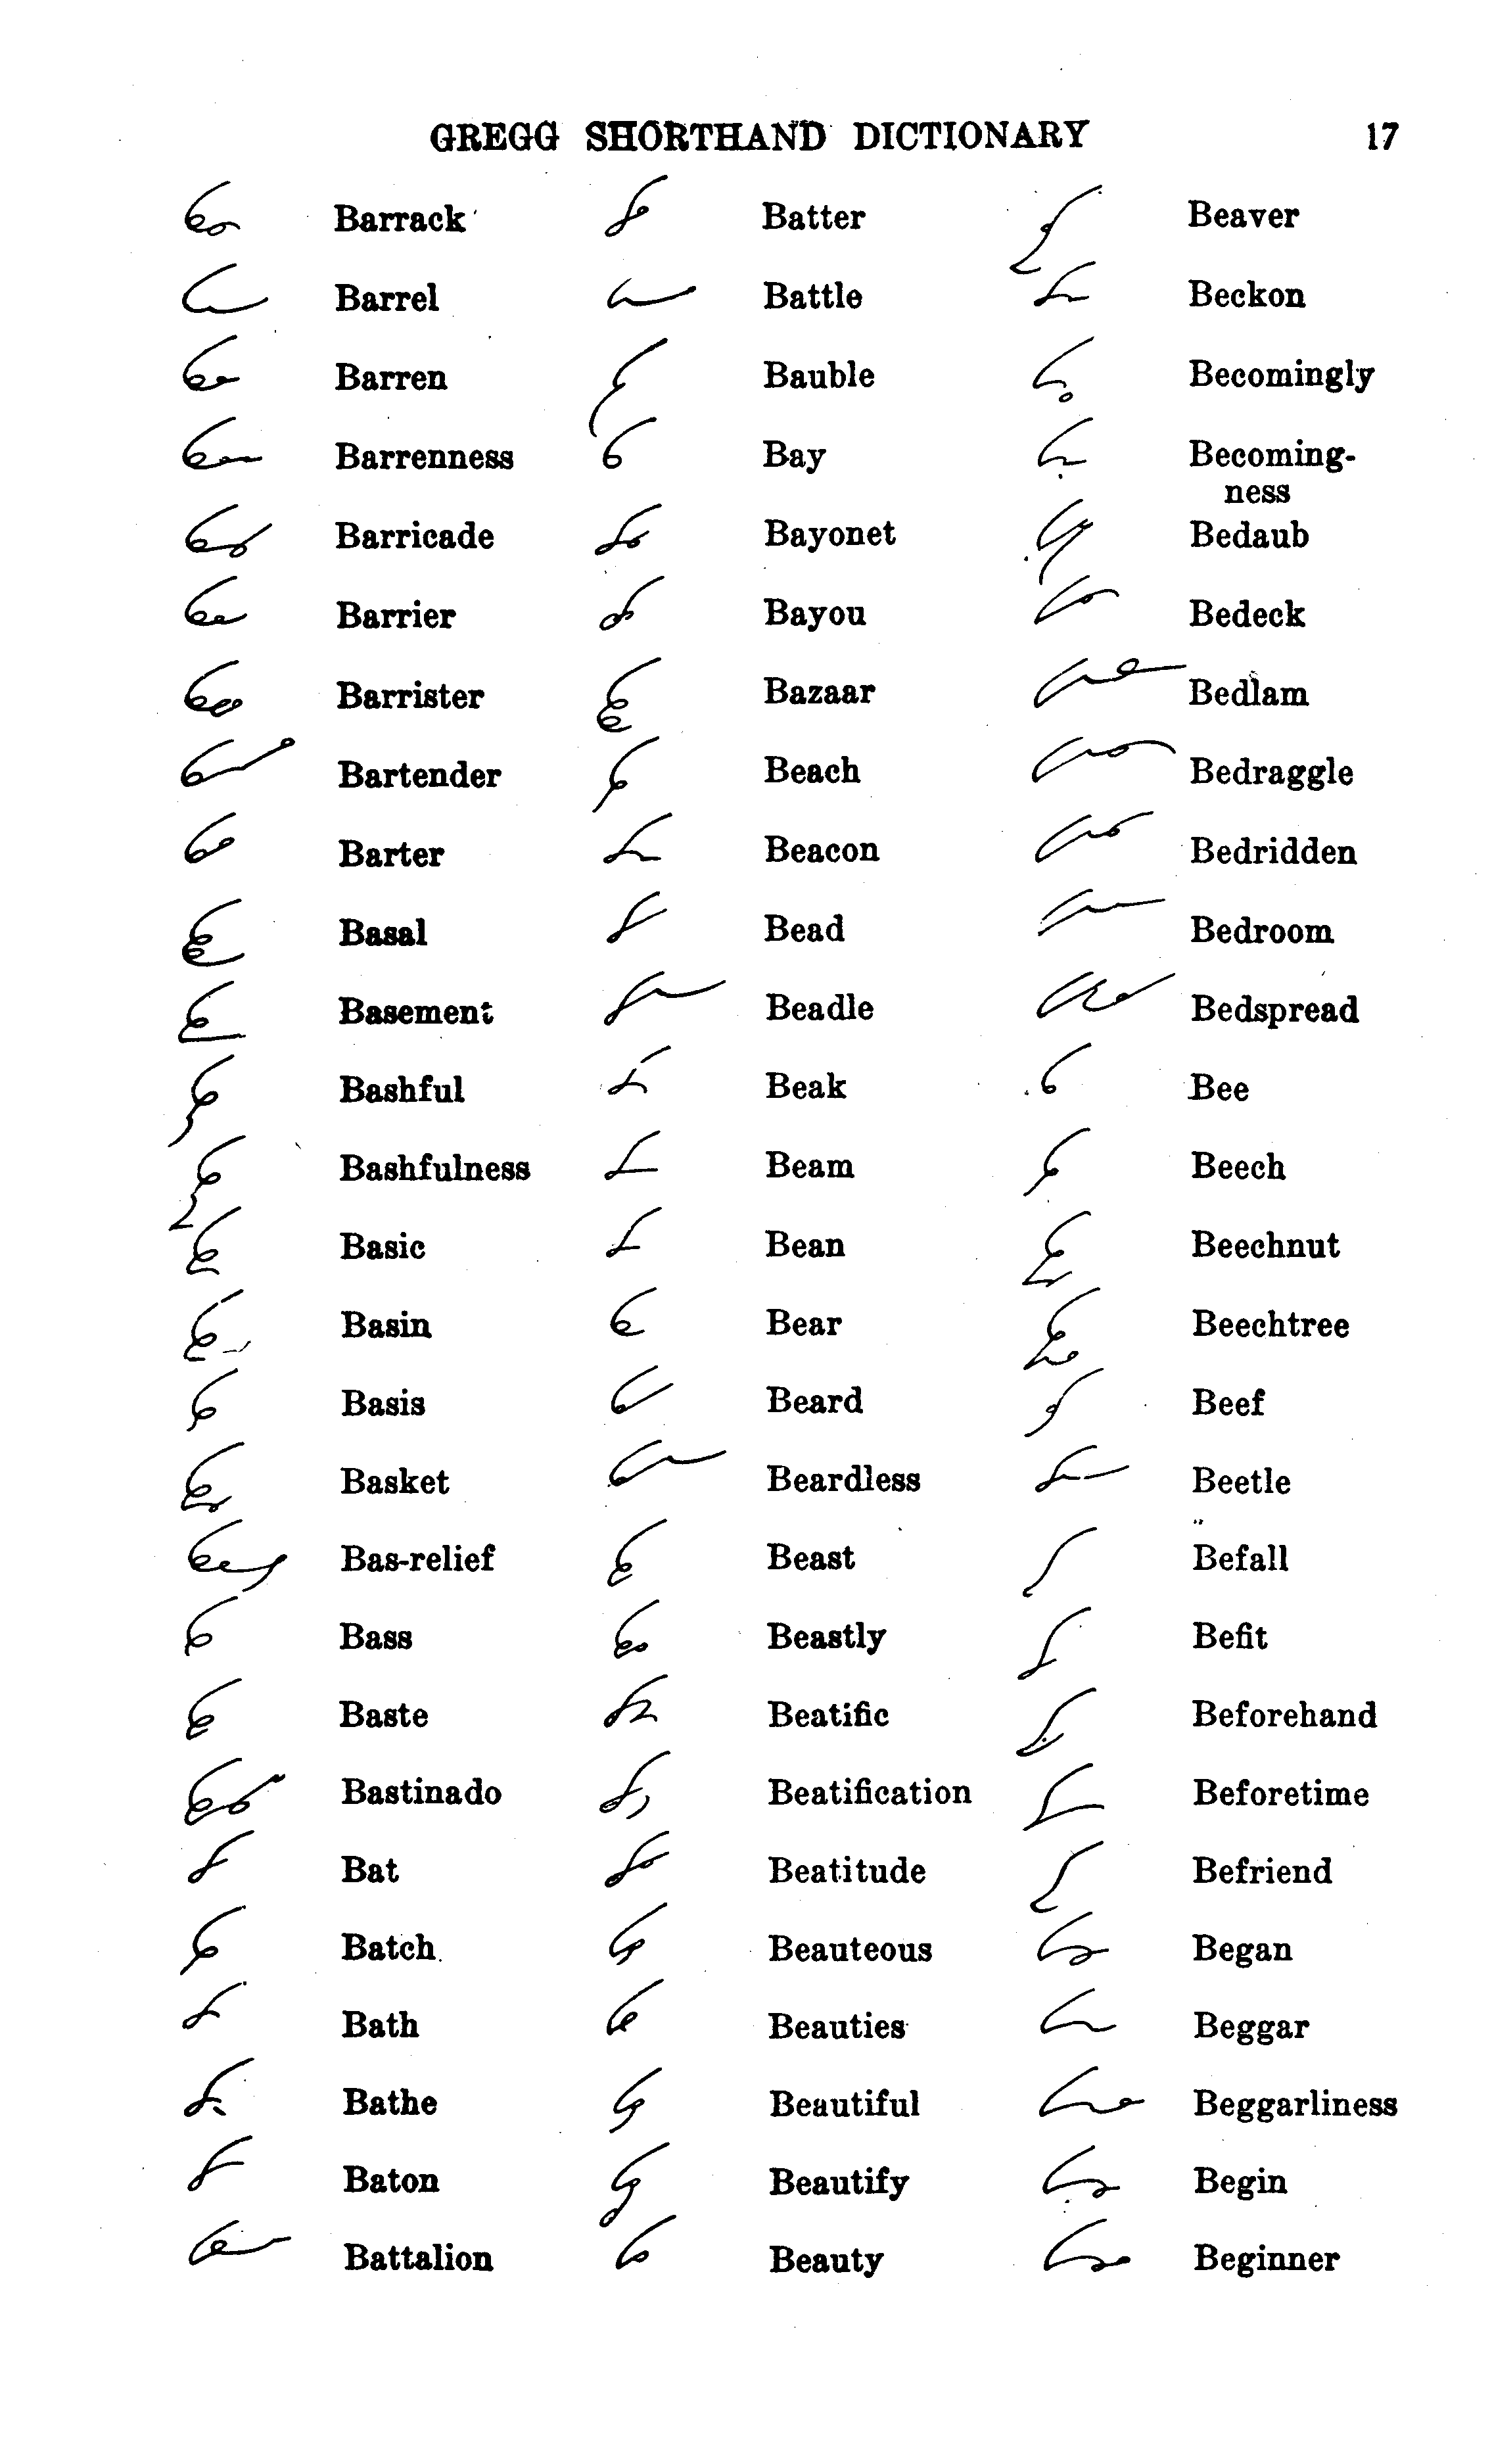 GREGG SHORTHAND DICTIONARY 17
Barrack
Barrel
Barren
Barrenness
Barricade
Barrier
Barrister
Bartender
Barter
Basal
Basement
Bashful
Bashfulness
Basic
Basin
Basis
Basket
Bas-relief
Bass
Baste
Bastinado
Bat
Batch
Bath
Bathe
Baton
Battalion
Batter
Battle
Bauble
Bay
Bayonet
Bayou
Bazaar
Beach
Beacon
Bead
Beadle
Beak
Beam
Bean
Bear
Beard
Beardless
Beast
Beastly
Beatific
Beatification
Beatitude
Beauteous
Beauties
Beautiful
Beautify
Beauty
Beaver
Beckon
Becomingly
Becoming-
ness
Bedaub
Bedeck
Bedlam
Bedraggle
Bedridden
Bedroom
Bedspread
Bee
Beech
Beechnut
Beechtree
Beef
Beetle
Befall
Befit
Beforehand
Beforetime
Befriend
Began
Beggar
Beggarliness
Begin
Beginner